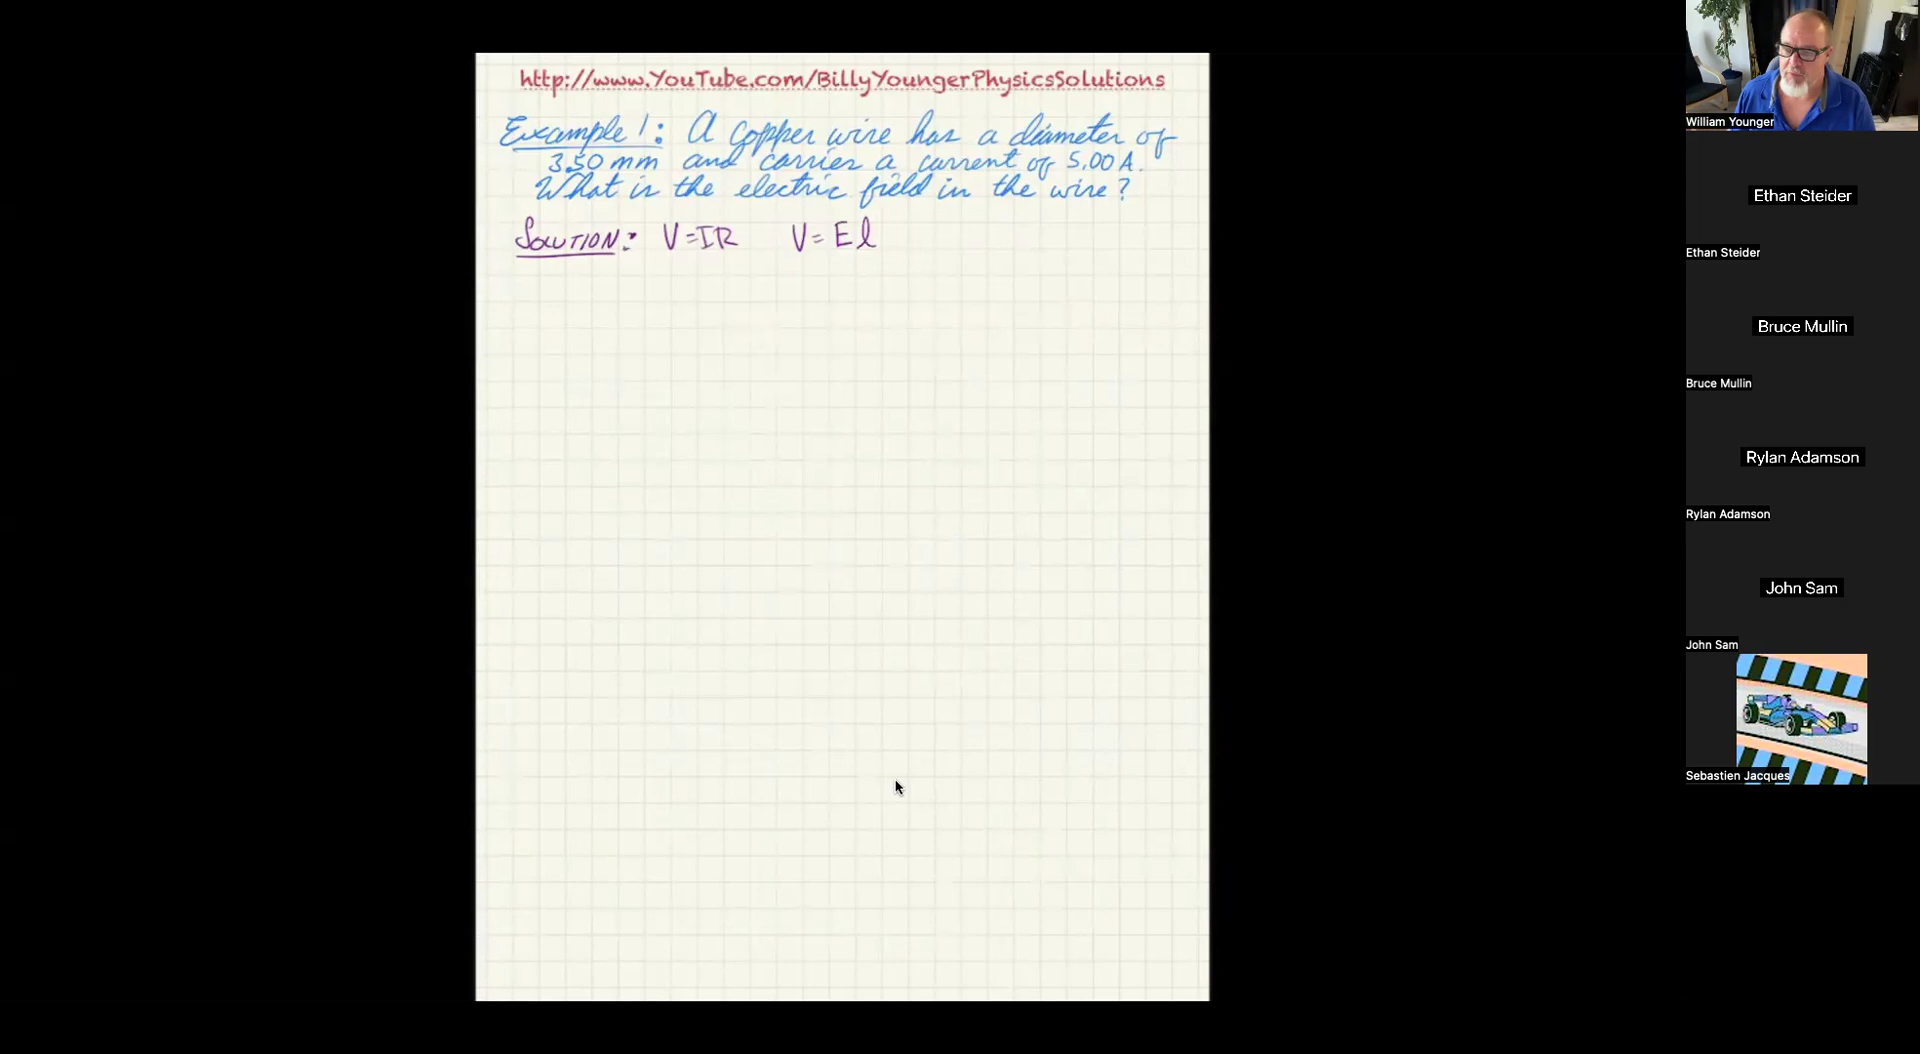 http://www.YouTube.com/BillyYoungerPhysicsSolutions
Example 1: A copper wire has a diameter of
3.50 mm and carries a current of 5.00 A.
What is the electric field in the wire?
SOLUTION: V=IR V=El
William Younger
Ethan Steider
Ethan Steider
Bruce Mullin
Bruce Mullin
Rylan Adamson
Rylan Adamson
John Sam
John Sam
Sebastien Jacques